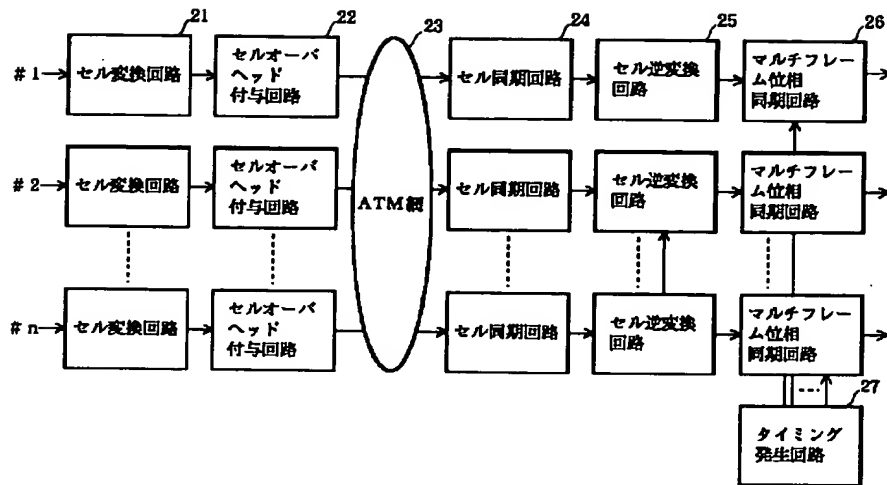 21
22
23
24
25
26
#1
セル変換回路
セルオーバ
ヘッド
付与回路
セル同期回路
セル逆変換
回路
マルチフレー
ム位相
同期回路
#2
セル変換回路
セルオーバ
ヘッド
付与回路
ATM網
セル同期回路
セル逆変換
回路
マルチフレー
ム位相
同期回路
#n
セル変換回路
セルオーバ
ヘッド
付与回路
セル同期回路
セル逆変換
回路
マルチフレー
ム位相
同期回路
27
タイミング
発生回路